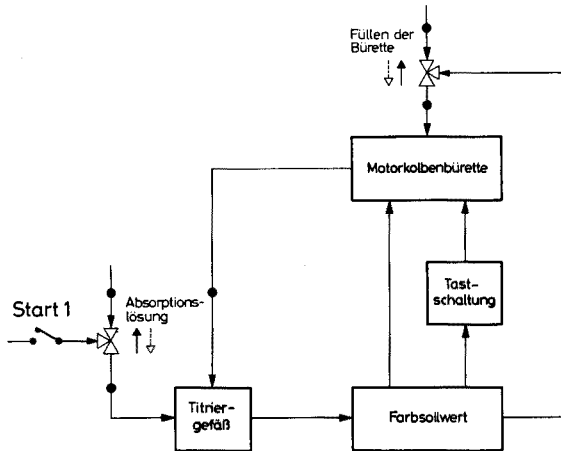 Füllen der
Bürette
Motorkolbenbürette
Tast-
schaltung
Absorptions-
lösung
Start 1
Titrier-
gefäß
Farbsollwert